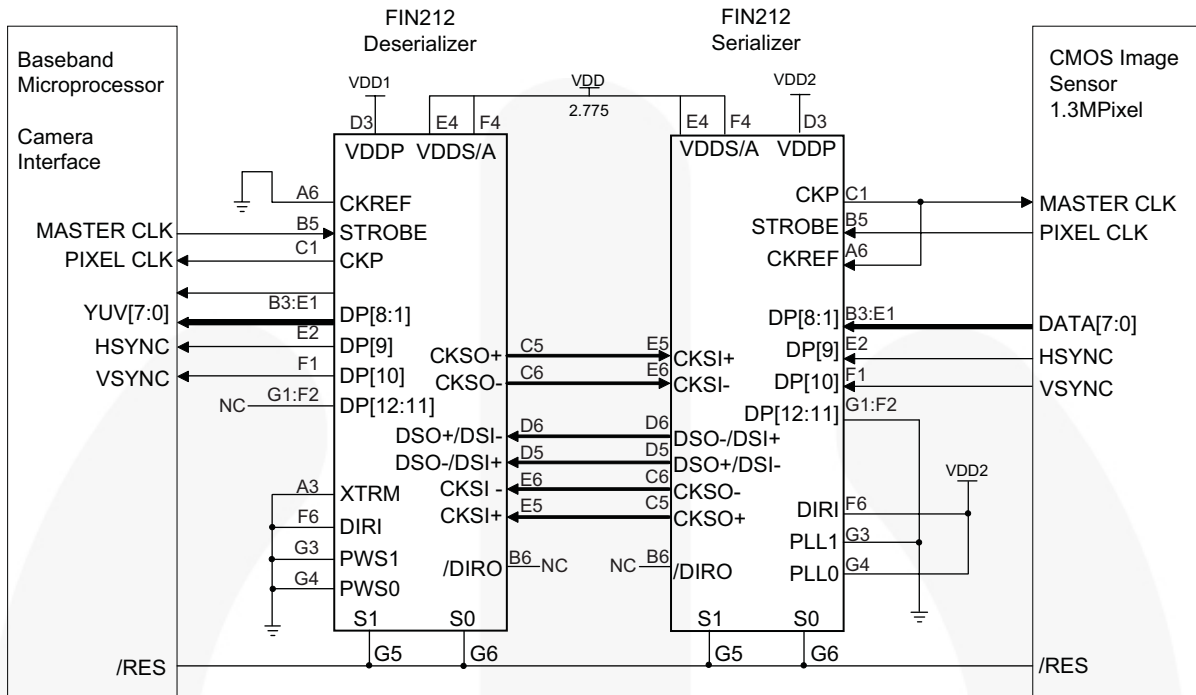 FIN212
Deserializer
FIN212
Serializer
Baseband
Microprocessor
Camera
Interface
CMOS Image
Sensor
1.3MPixel
VDD1
VDD
2.775
VDD2
D3
E4
F4
E4
F4
D3
VDDP
VDDS/A
VDDS/A
VDDP
A6
CKREF
MASTER CLK
B5
STROBE
PIXEL CLK
C1
CKP
YUV[7:0]
B3:E1
DP[8:1]
HSYNC
E2
DP[9]
VSYNC
F1
DP[10]
NC
G1:F2
DP[12:11]
A3
XTRM
F6
DIRI
G3
PWS1
G4
PWS0
CKSO+
C5
E5
CKSI+
CKSO-
C6
E6
CKSI-
DSO+/DSI-
D6
D6
DSO-/DSI+
DSO-/DSI+
D5
D5
DSO+/DSI-
CKSI -
E6
C6
CKSO-
CKSI+
E5
C5
CKSO+
/DIRO
B6
NC
NC
B6
/DIRO
CKP
C1
MASTER CLK
STROBE
B5
PIXEL CLK
CKREF
A6
DP[8:1]
B3:E1
DATA[7:0]
DP[9]
E2
HSYNC
DP[10]
F1
VSYNC
DP[12:11]
G1:F2
VDD2
DIRI
F6
PLL1
G3
PLL0
G4
S1
S0
S1
S0
/RES
G5
G6
G5
G6
/RES